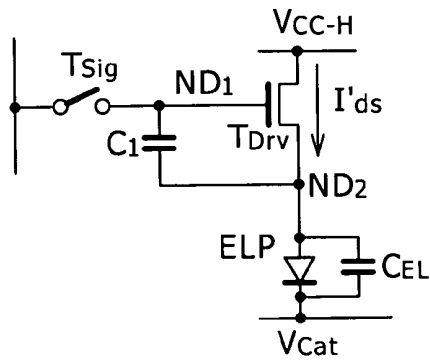 VCC-H
TSig
ND1
I'ds
C1
TDrv
ND2
ELP
CEL
VCat